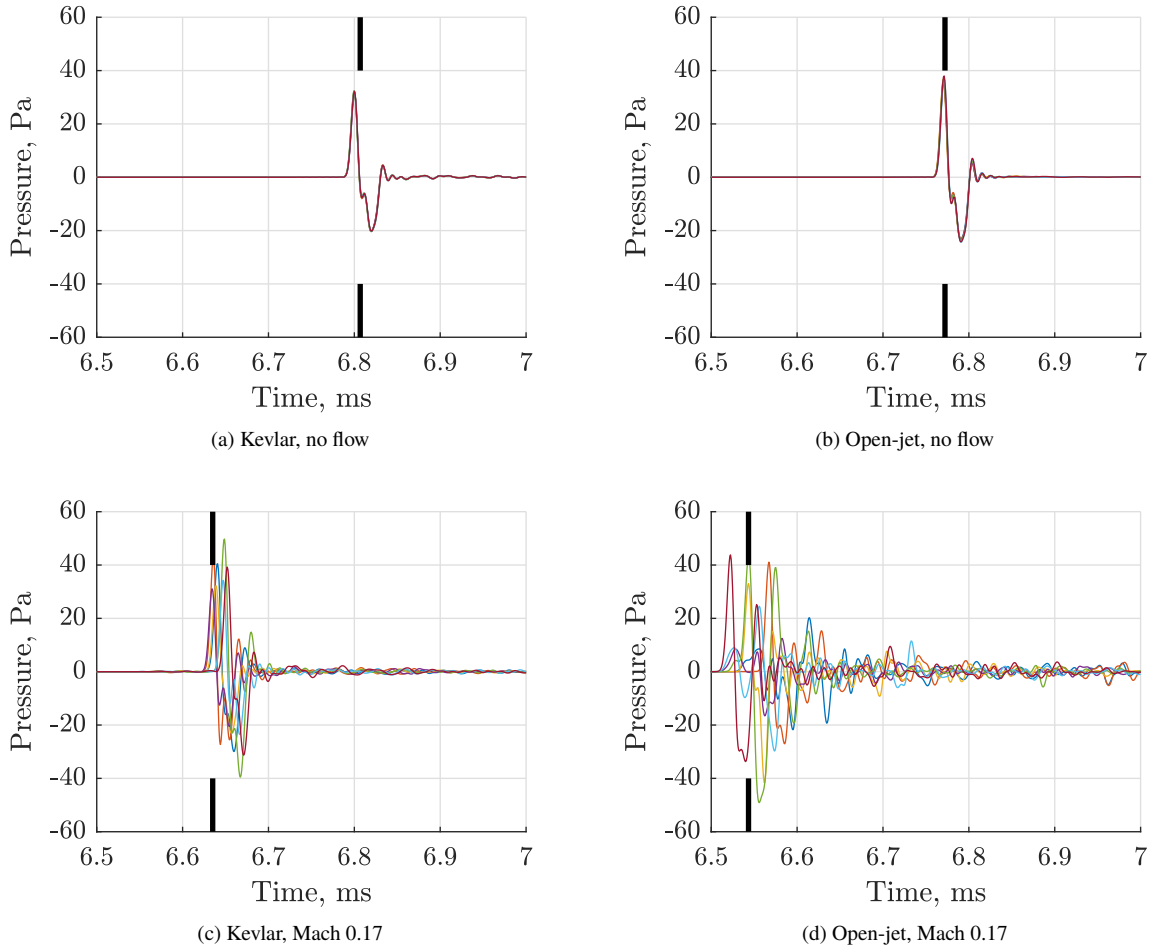 60
40
20
0
-20
-40
-60
Pressure, Pa
6.5 6.6 6.7 6.8 6.9 7
Time, ms
(a) Kevlar, no flow
60
40
20
0
-20
-40
-60
Pressure, Pa
6.5 6.6 6.7 6.8 6.9 7
Time, ms
(b) Open-jet, no flow
60
40
20
0
-20
-40
-60
Pressure, Pa
6.5 6.6 6.7 6.8 6.9 7
Time, ms
(c) Kevlar, Mach 0.17
60
40
20
0
-20
-40
-60
Pressure, Pa
6.5 6.6 6.7 6.8 6.9 7
Time, ms
(d) Open-jet, Mach 0.17